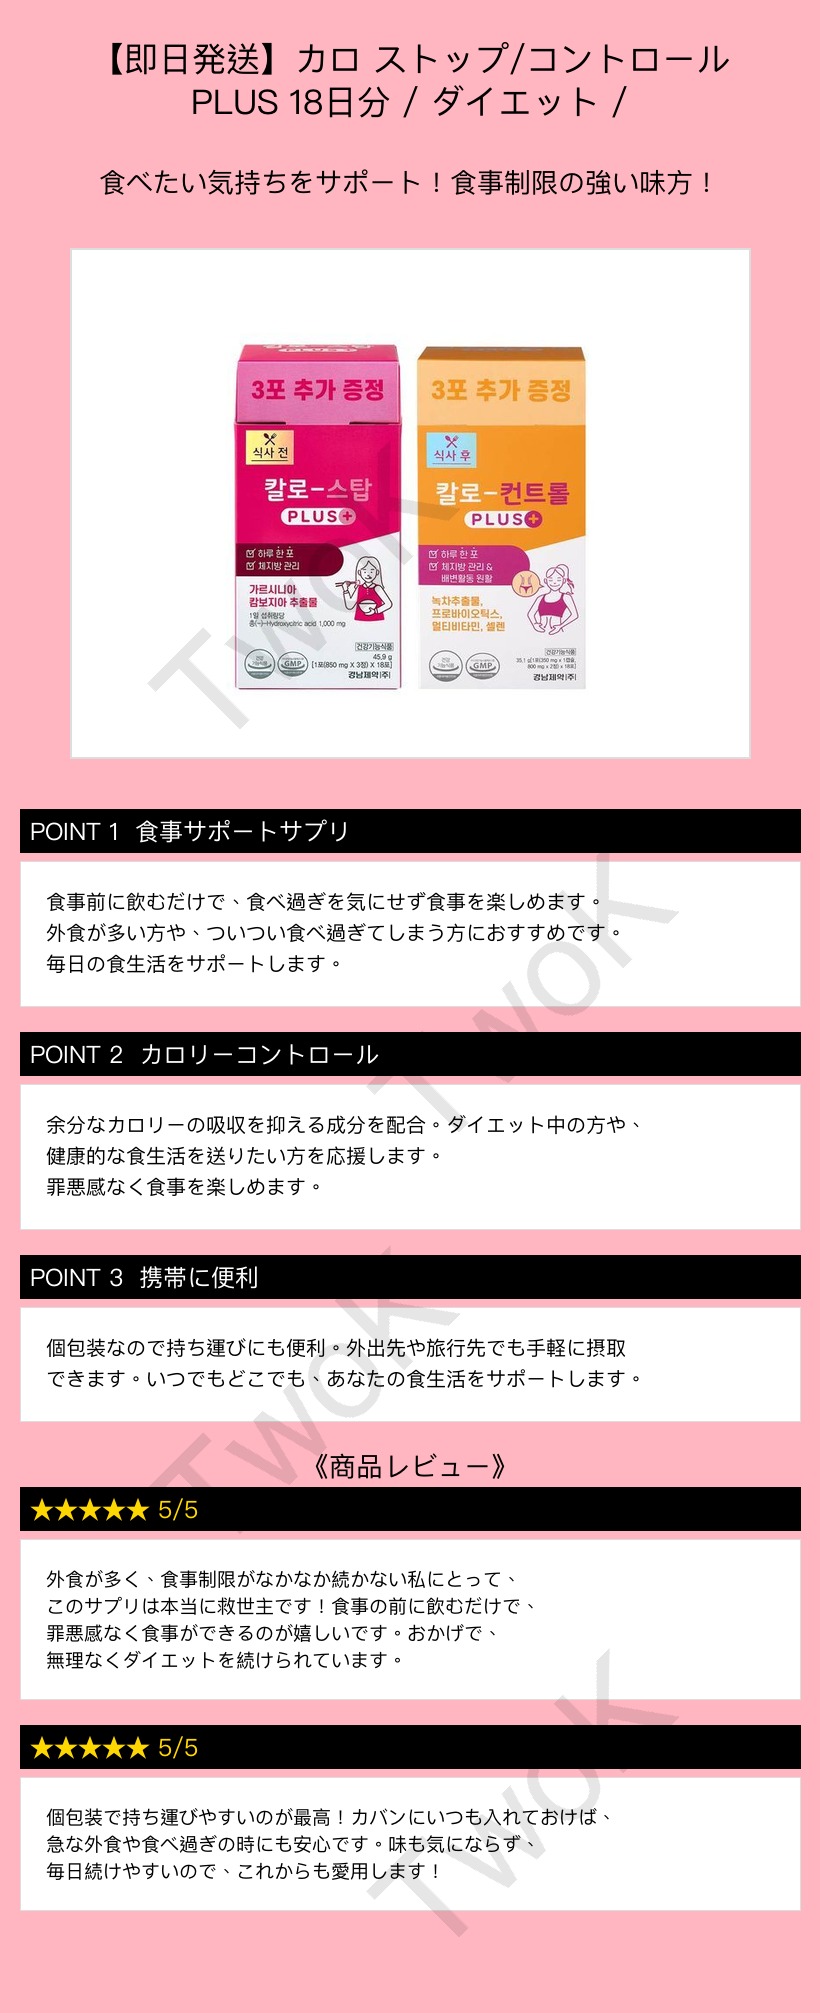 【即日発送】カロ ストップ/コントロール
PLUS 18日分 / ダイエット /
食べたい気持ちをサポート！食事制限の強い味方！
3포 추가 증정
식사 전
칼로-스탑
PLUS+
하루 한 포
체지방 관리
가르시니아
캄보지아 추출물
1일 섭취량당
총(-)-Hydroxycitric acid 1,000 mg
건강기능식품
건강
기능식품
GMP
45.9 g
[1포(850 mg X 3정) X 18포]
경남제약(주)
3포 추가 증정
식사 후
칼로-컨트롤
PLUS+
하루 한 포
체지방 관리 &
배변활동 원활
녹차추출물,
프로바이오틱스,
멀티비타민, 셀렌
건강기능식품
건강
기능식품
GMP
35.1 g[1포(350 mg x 1캡슐,
800 mg x 2정) x 18포]
경남제약(주)
TwoK
POINT 1 食事サポートサプリ
食事前に飲むだけで、食べ過ぎを気にせず食事を楽しめます。
外食が多い方や、ついつい食べ過ぎてしまう方におすすめです。
毎日の食生活をサポートします。
TwoK
POINT 2 カロリーコントロール
余分なカロリーの吸収を抑える成分を配合。ダイエット中の方や、
健康的な食生活を送りたい方を応援します。
罪悪感なく食事を楽しめます。
POINT 3 携帯に便利
個包装なので持ち運びにも便利。外出先や旅行先でも手軽に摂取
できます。いつでもどこでも、あなたの食生活をサポートします。
TwoK
《商品レビュー》
★★★★★ 5/5
外食が多く、食事制限がなかなか続かない私にとって、
このサプリは本当に救世主です！食事の前に飲むだけで、
罪悪感なく食事ができるのが嬉しいです。おかげで、
無理なくダイエットを続けられています。
★★★★★ 5/5
個包装で持ち運びやすいのが最高！カバンにいつも入れておけば、
急な外食や食べ過ぎの時にも安心です。味も気にならず、
毎日続けやすいので、これからも愛用します！
TwoK